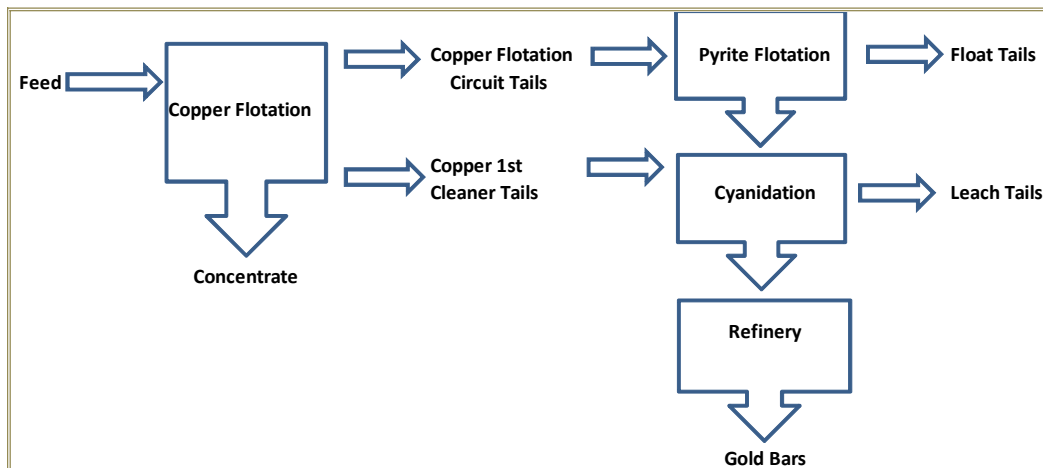 Feed
Copper Flotation
Concentrate
Copper Flotation
Circuit Tails
Copper 1st
Cleaner Tails
Pyrite Flotation
Float Tails
Cyanidation
Leach Tails
Refinery
Gold Bars